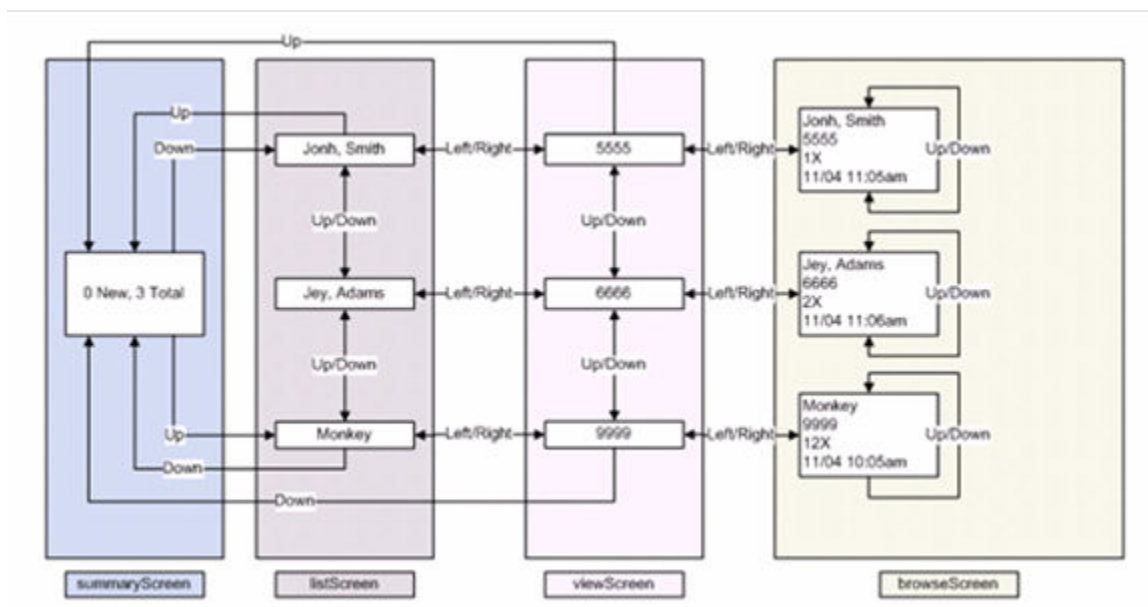 Up
Up
Down
Jonh, Smith
Left/Right
5555
Left/Right
Jonh, Smith
5555
1X
11/04 11:05am
Up/Down
Up/Down
Up/Down
0 New, 3 Total
Jey, Adams
Left/Right
6666
Left/Right
Jey, Adams
6666
2X
11/04 11:06am
Up/Down
Up/Down
Up/Down
Up
Monkey
Left/Right
9999
Left/Right
Monkey
9999
12X
11/04 10:05am
Up/Down
Down
Down
summaryScreen
listScreen
viewScreen
browseScreen